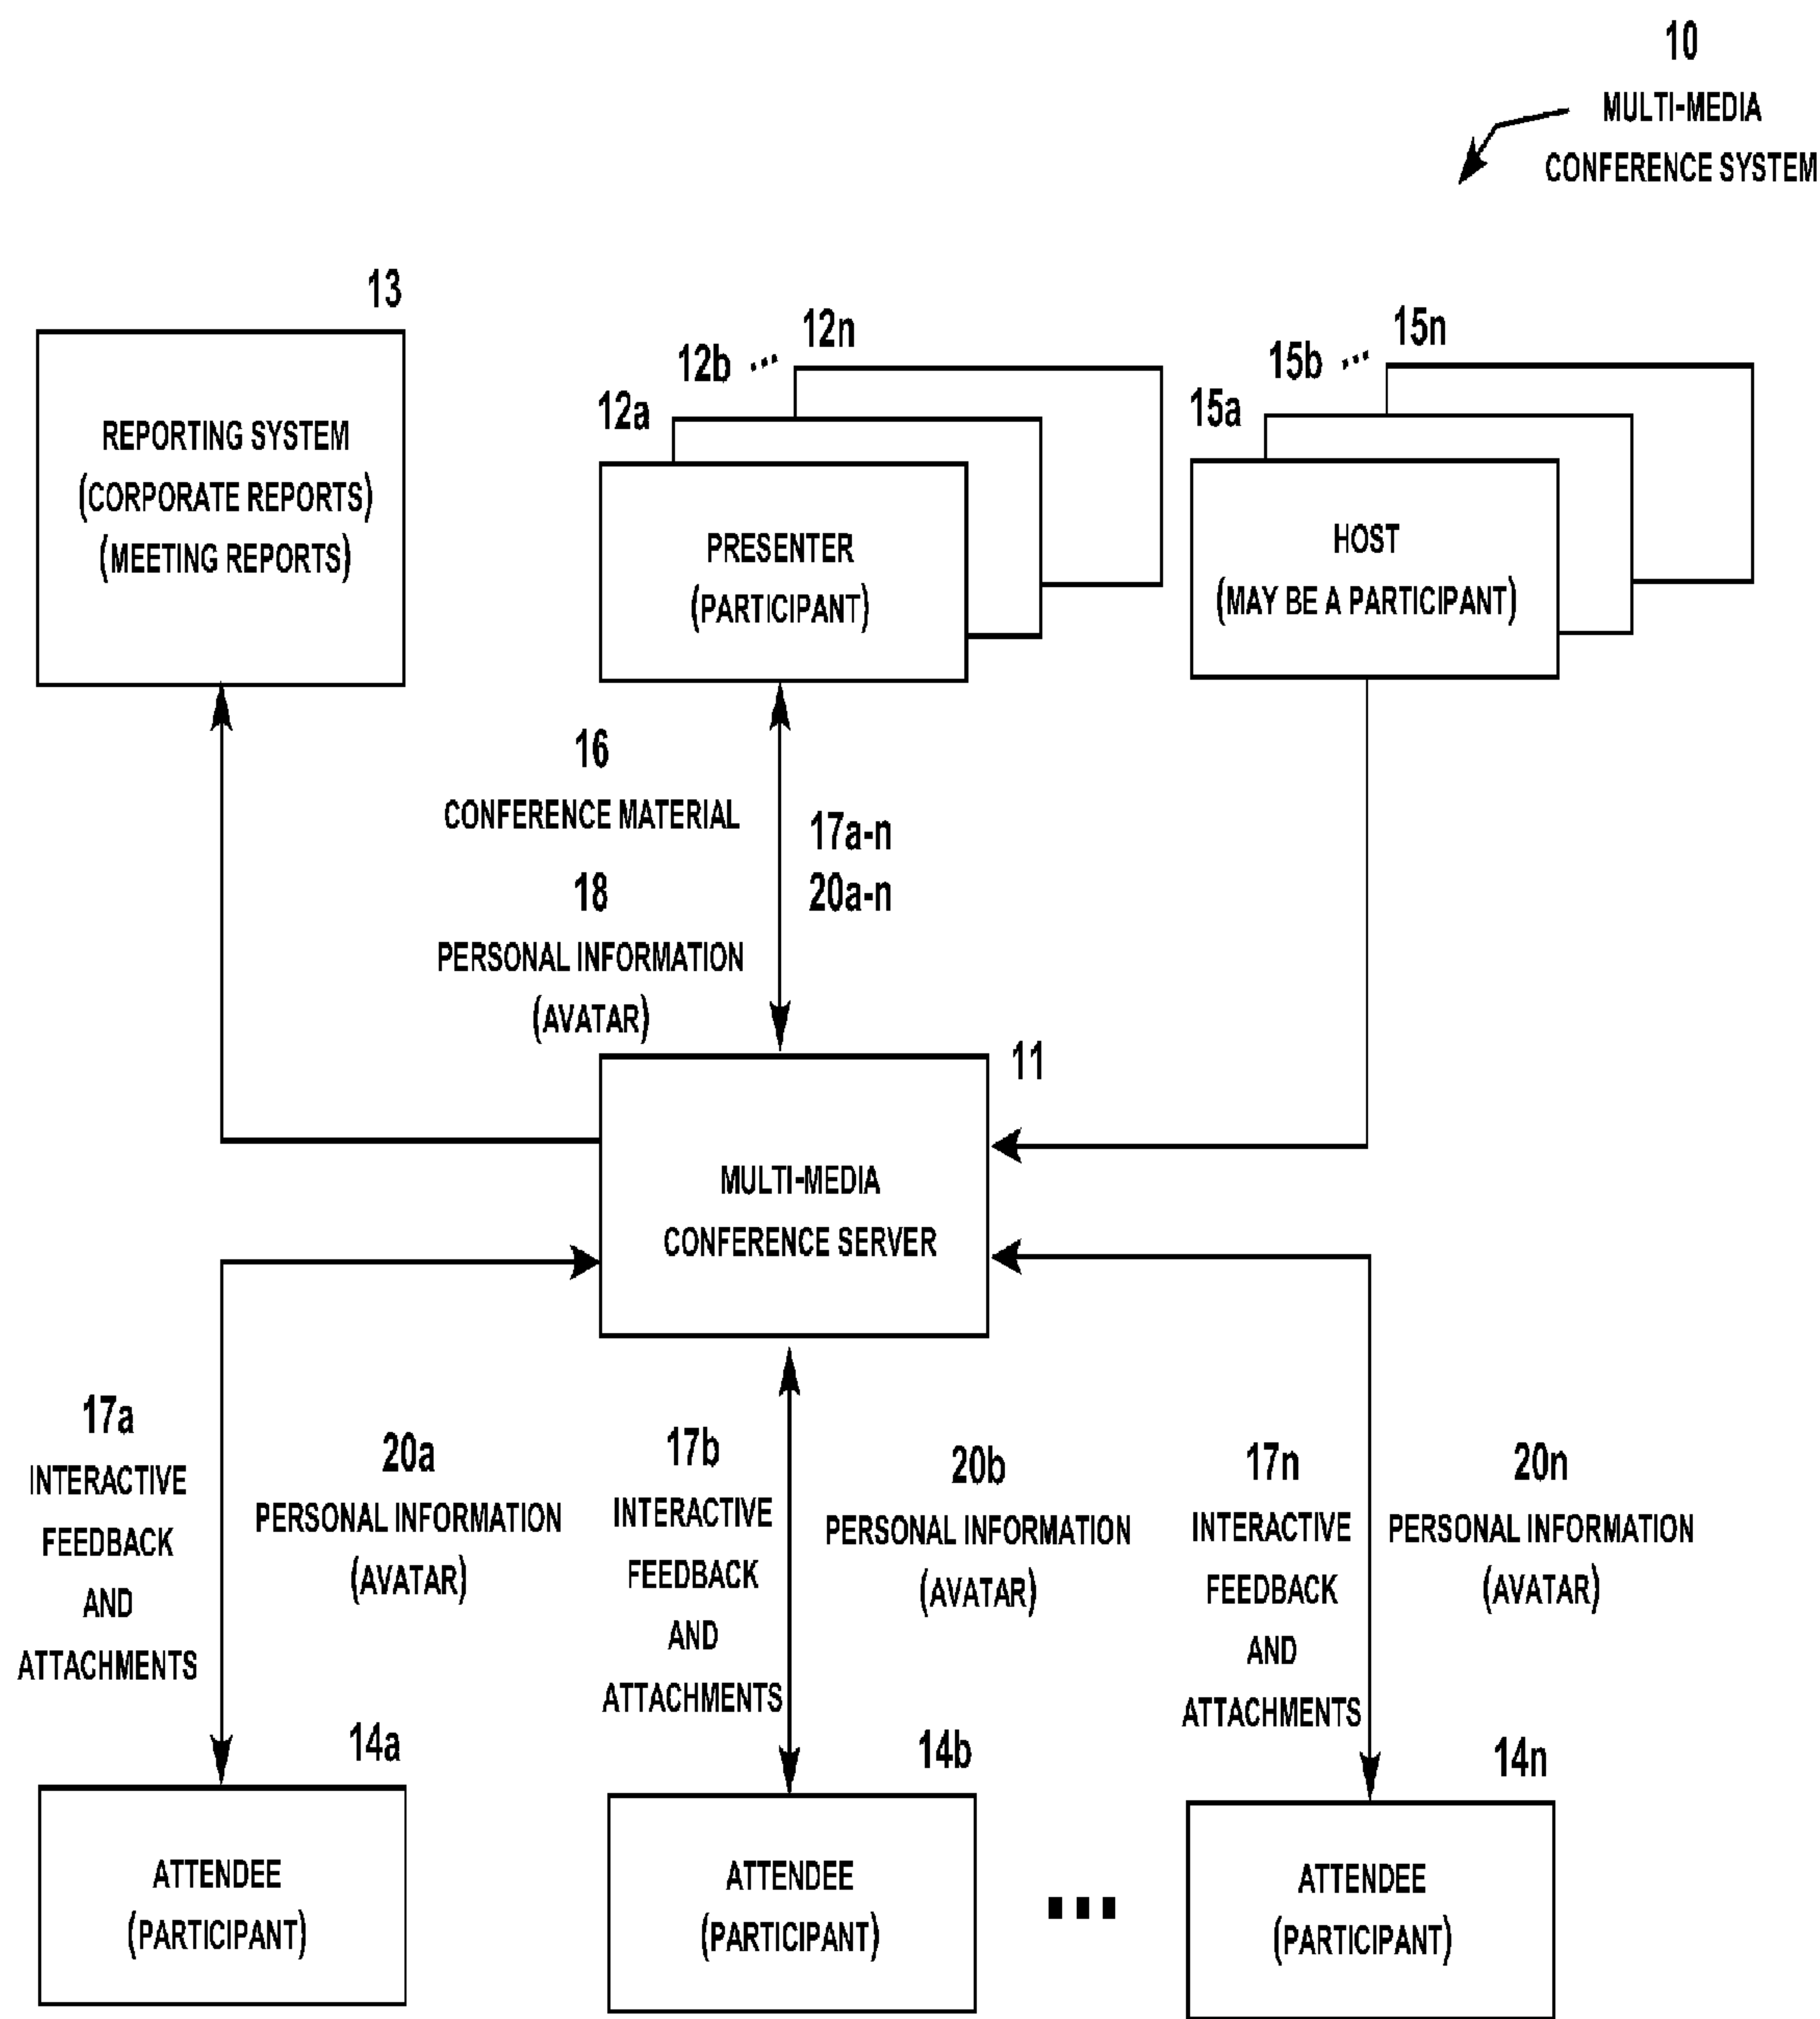 10
MULTI-MEDIA
CONFERENCE SYSTEM
13
REPORTING SYSTEM
(CORPORATE REPORTS)
(MEETING REPORTS)
12a
12b ...
12n
PRESENTER
(PARTICIPANT)
15a
15b ...
15n
HOST
(MAY BE A PARTICIPANT)
16
CONFERENCE MATERIAL
18
PERSONAL INFORMATION
(AVATAR)
17a-n
20a-n
11
MULTI-MEDIA
CONFERENCE SERVER
17a
INTERACTIVE
FEEDBACK
AND
ATTACHMENTS
20a
PERSONAL INFORMATION
(AVATAR)
17b
INTERACTIVE
FEEDBACK
AND
ATTACHMENTS
20b
PERSONAL INFORMATION
(AVATAR)
17n
INTERACTIVE
FEEDBACK
AND
ATTACHMENTS
20n
PERSONAL INFORMATION
(AVATAR)
14a
ATTENDEE
(PARTICIPANT)
14b
ATTENDEE
(PARTICIPANT)
...
14n
ATTENDEE
(PARTICIPANT)